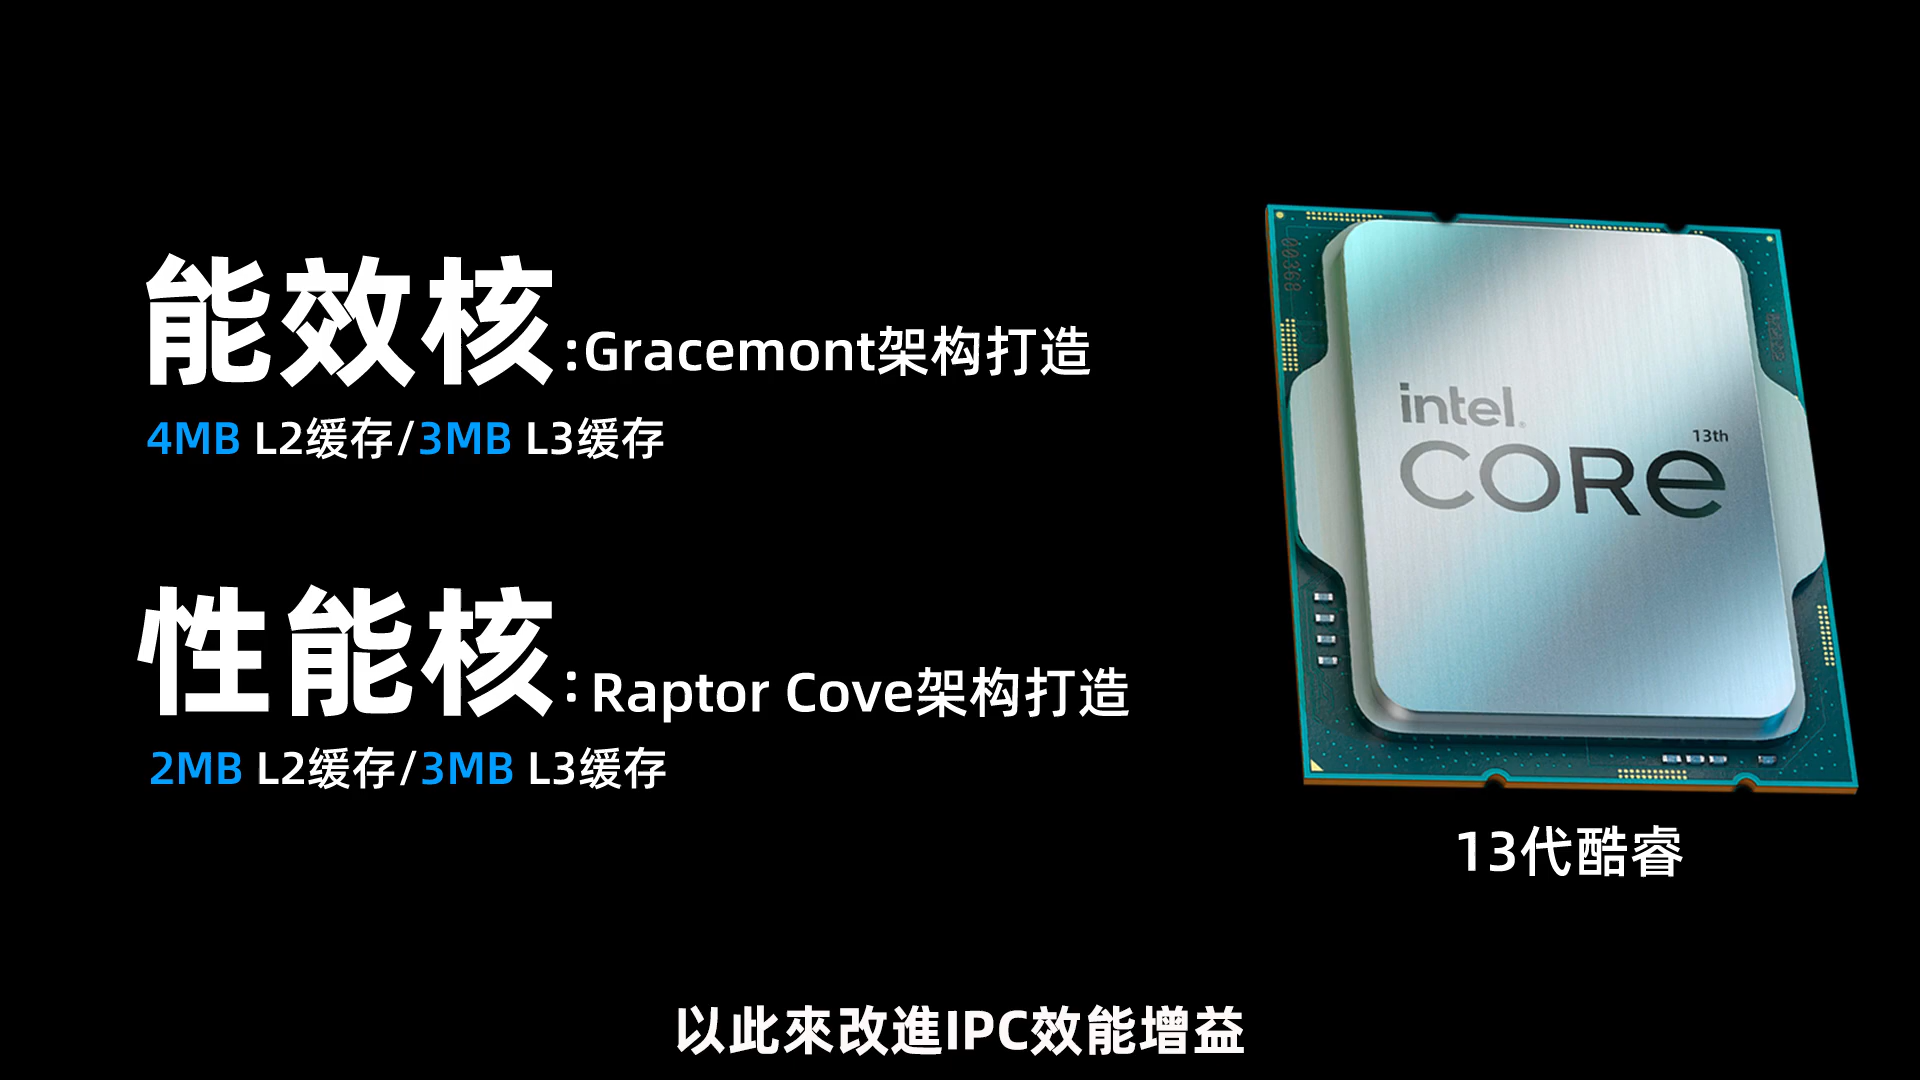 能效核:Gracemont架构打造
4MB L2缓存/3MB L3缓存
性能核:Raptor Cove架构打造
2MB L2缓存/3MB L3缓存
intel.
13th
CORE
13代酷睿
以此來改進IPC效能增益